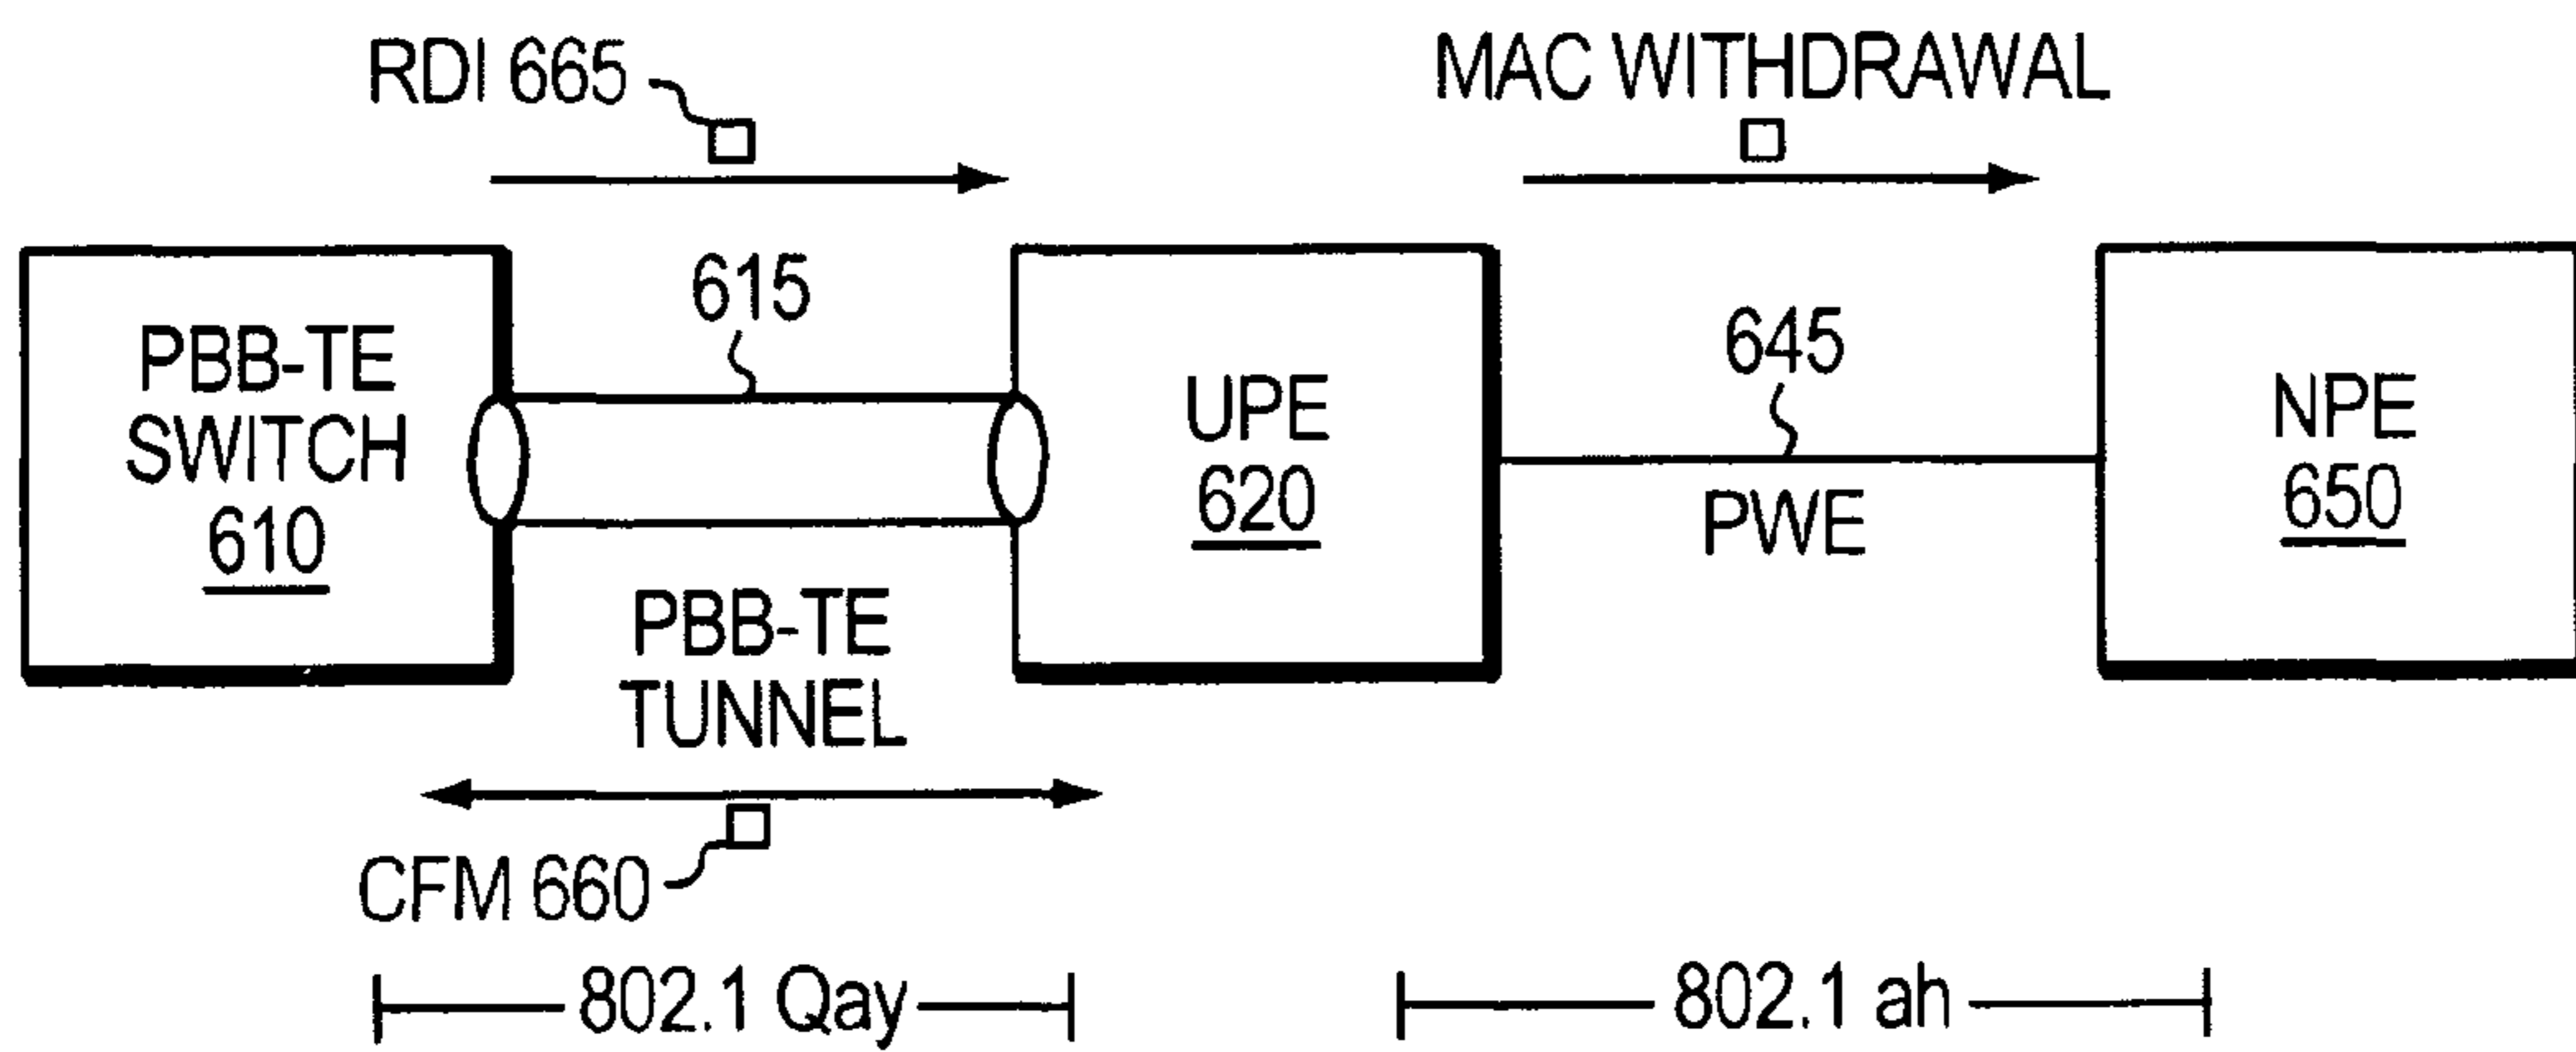 RDI 665
MAC WITHDRAWAL
615
645
PBB-TE
SWITCH
610
UPE
620
NPE
650
PWE
PBB-TE
TUNNEL
CFM 660
802.1 Qay
802.1 ah